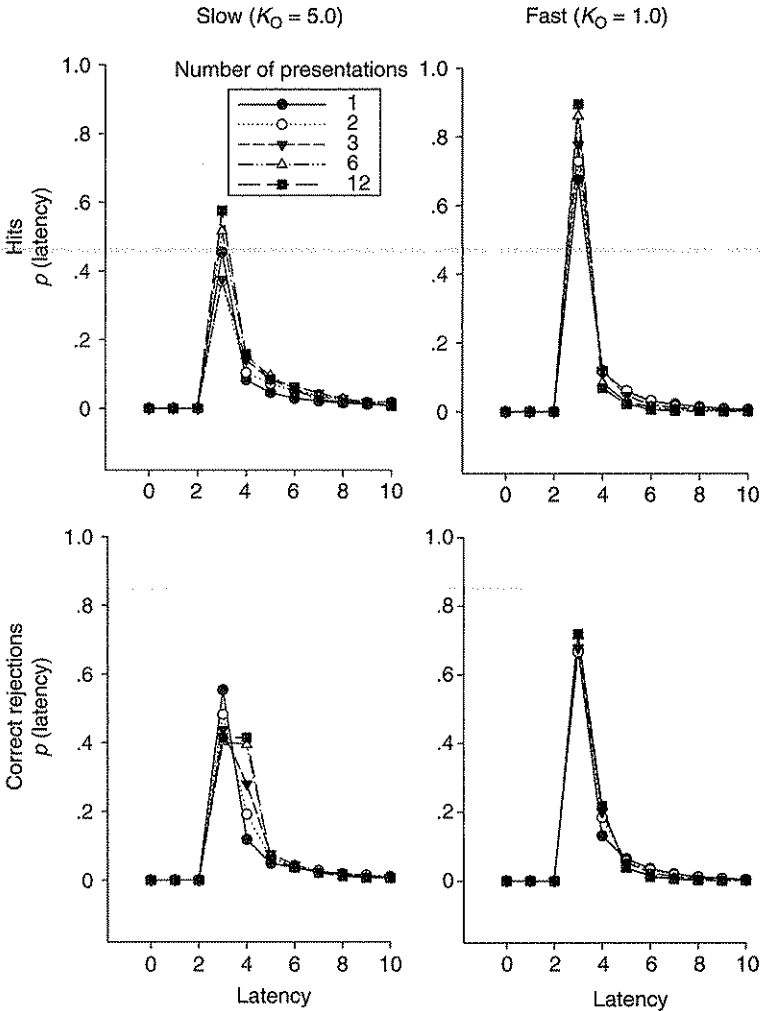 Slow (K_O = 5.0)
Fast (K_O = 1.0)
Number of presentations
1
2
3
6
12
Hits
p (latency)
1.0
.8
.6
.4
.2
0
0 2 4 6 8 10
1.0
.8
.6
.4
.2
0
0 2 4 6 8 10
Correct rejections
p (latency)
1.0
.8
.6
.4
.2
0
0 2 4 6 8 10
Latency
1.0
.8
.6
.4
.2
0
0 2 4 6 8 10
Latency